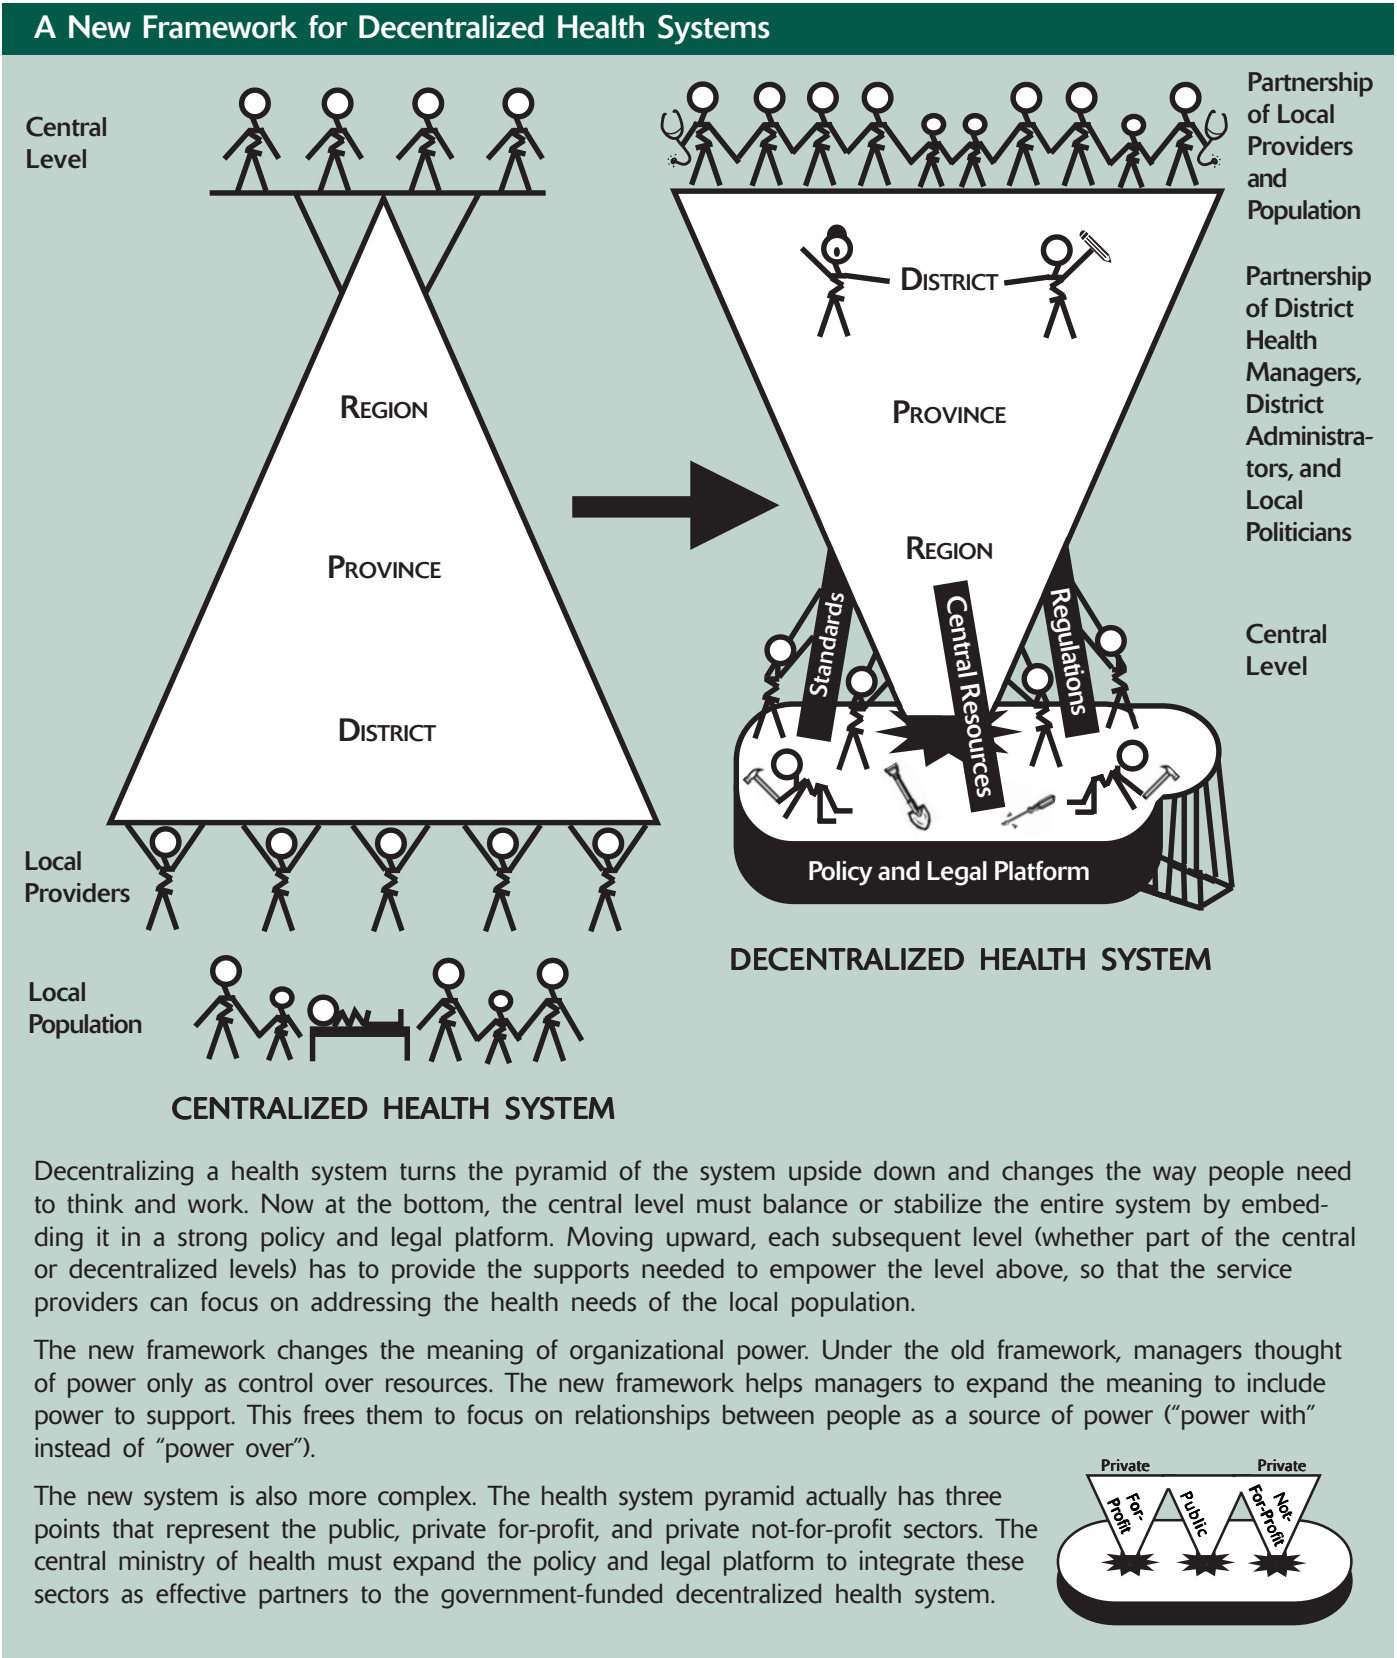 A New Framework for Decentralized Health Systems
Central
Level
REGION
PROVINCE
DISTRICT
Local
Providers
Local
Population
CENTRALIZED HEALTH SYSTEM
Partnership
of Local
Providers
and
Population
DISTRICT
Partnership
of District
Health
Managers,
District
Administra-
tors, and
Local
Politicians
PROVINCE
REGION
Standards
Central Resources
Regulations
Central
Level
Policy and Legal Platform
DECENTRALIZED HEALTH SYSTEM
Decentralizing a health system turns the pyramid of the system upside down and changes the way people need
to think and work. Now at the bottom, the central level must balance or stabilize the entire system by embed-
ding it in a strong policy and legal platform. Moving upward, each subsequent level (whether part of the central
or decentralized levels) has to provide the supports needed to empower the level above, so that the service
providers can focus on addressing the health needs of the local population.
The new framework changes the meaning of organizational power. Under the old framework, managers thought
of power only as control over resources. The new framework helps managers to expand the meaning to include
power to support. This frees them to focus on relationships between people as a source of power (“power with”
instead of “power over”).
The new system is also more complex. The health system pyramid actually has three
points that represent the public, private for-profit, and private not-for-profit sectors. The
central ministry of health must expand the policy and legal platform to integrate these
sectors as effective partners to the government-funded decentralized health system.
Private
Private
For-
Profit
Public
Not-
For-Profit